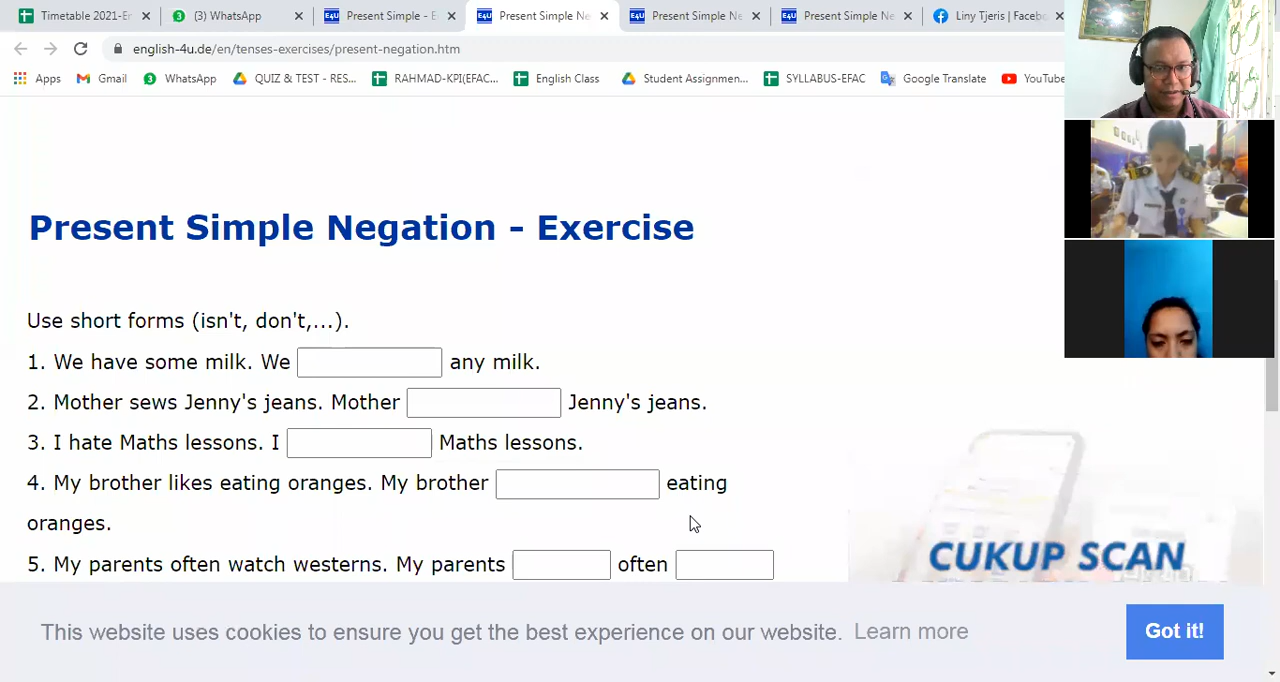 Timetable 2021-E
(3) WhatsApp
E4U Present Simple - E
E4U Present Simple Ne
E4U Present Simple Ne
E4U Present Simple Ne
Liny Tjeris | Faceb
english-4u.de/en/tenses-exercises/present-negation.htm
Apps
Gmail
3 WhatsApp
QUIZ & TEST - RES...
RAHMAD-KPI(EFAC...
English Class
Student Assignmen...
SYLLABUS-EFAC
Google Translate
YouTube
Present Simple Negation - Exercise
Use short forms (isn't, don't,...).
1. We have some milk. We any milk.
2. Mother sews Jenny's jeans. Mother Jenny's jeans.
3. I hate Maths lessons. I Maths lessons.
4. My brother likes eating oranges. My brother eating
oranges.
5. My parents often watch westerns. My parents often
CUKUP SCAN
This website uses cookies to ensure you get the best experience on our website. Learn more
Got it!